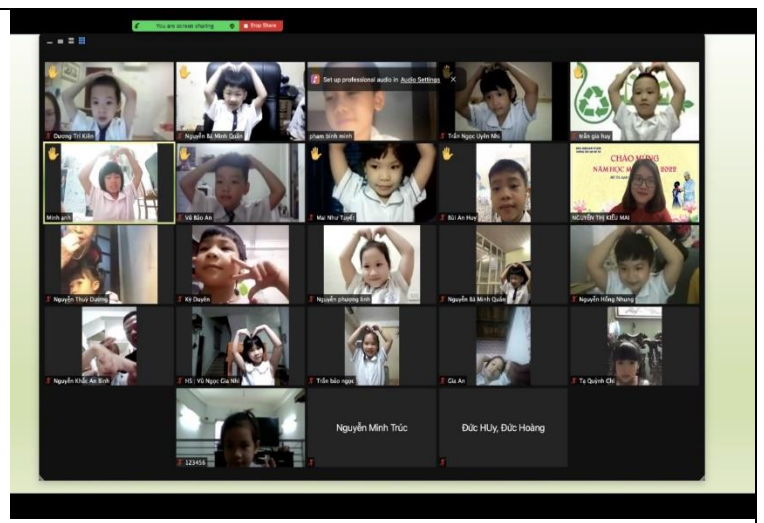 You are screen sharing
Stop Share
Set up professional audio in Audio Settings
Dương Trí Kiên
Nguyễn Bá Minh Quân
phạm bình minh
Trần Ngọc Uyên Nhi
trần gia huy
Minh anh
Võ Bảo An
Mai Như Tuyết
Bùi An Huy
CHÀO MỪNG
NĂM HỌC M 2022
NGUYỄN THỊ KIỀU MAI
Nguyễn Thuỳ Dương
Kỳ Duyên
Nguyễn phương linh
Nguyễn Bá Minh Quân
Nguyễn Hồng Nhung
Nguyễn Khắc An Bình
HS : Vũ Ngọc Gia Nhi
Trần bảo ngọc
Gia An
Tạ Quỳnh Chi
123456
Nguyễn Minh Trúc
Đức HUy, Đức Hoàng